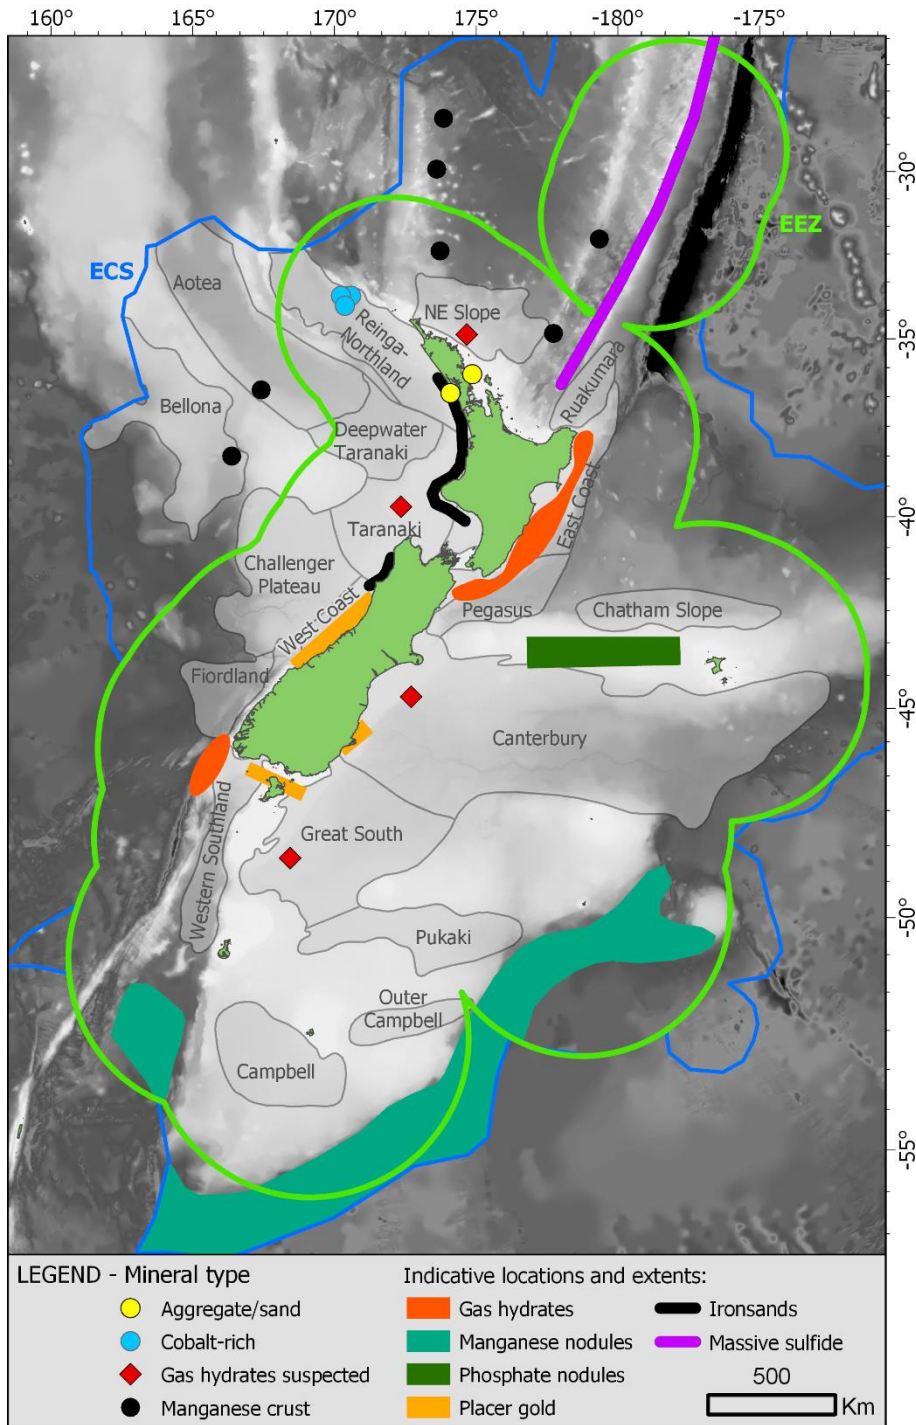 160° 165° 170° 175° -180° -175°
-30°
EEZ
ECS
Aotea
NE Slope
Reinga-
Northland
-35°
Ruakumara
Bellona
Deepwater
Taranaki
East Coast
Taranaki
-40°
Challenger
Plateau
Pegasus
Chatham Slope
West Coast
Fiordland
-45°
Canterbury
Western Southland
Great South
-50°
Pukaki
Outer
Campbell
Campbell
-55°
LEGEND - Mineral type
Aggregate/sand
Cobalt-rich
Gas hydrates suspected
Manganese crust
Indicative locations and extents:
Gas hydrates
Manganese nodules
Phosphate nodules
Placer gold
Ironsands
Massive sulfide
500
Km